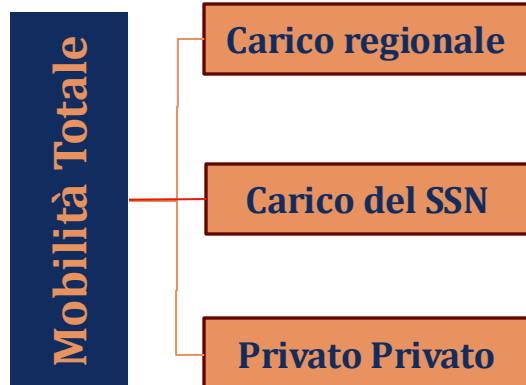 Mobilità Totale
Carico regionale
Carico del SSN
Privato Privato